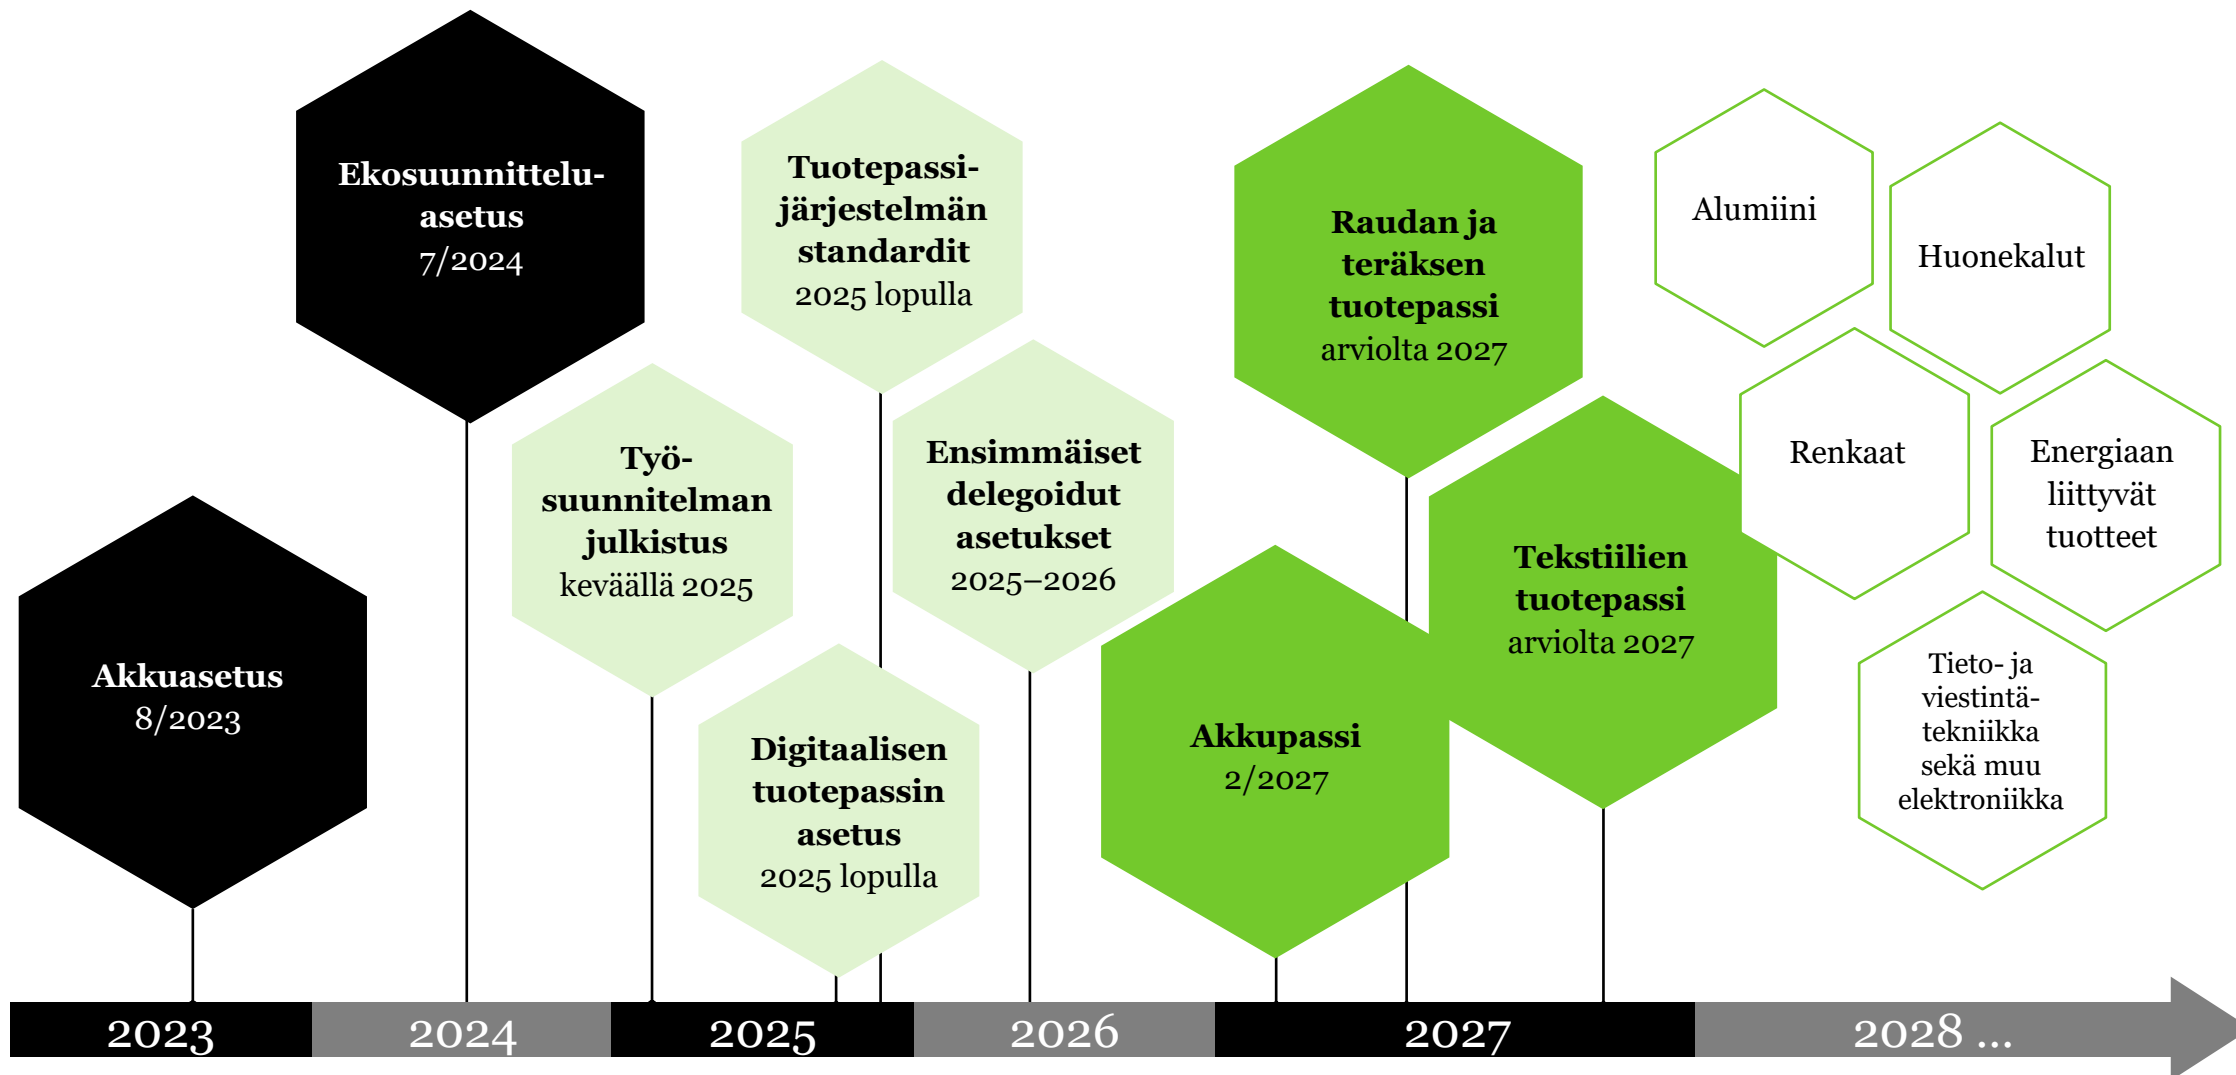 Ekosuunnittelu-
asetus
7/2024
Tuotepassi-
järjestelmän
standardit
2025 lopulla
Raudan ja
teräksen
tuotepassi
arviolta 2027
Alumiini
Huonekalut
Työ-
suunnitelman
julkistus
keväällä 2025
Ensimmäiset
delegoidut
asetukset
2025–2026
Renkaat
Energiaan
liittyvät
tuotteet
Tekstiilien
tuotepassi
arviolta 2027
Akkuasetus
8/2023
Digitaalisen
tuotepassin
asetus
2025 lopulla
Akkupassi
2/2027
Tieto- ja
viestintä-
tekniikka
sekä muu
elektroniikka
2023
2024
2025
2026
2027
2028 ...